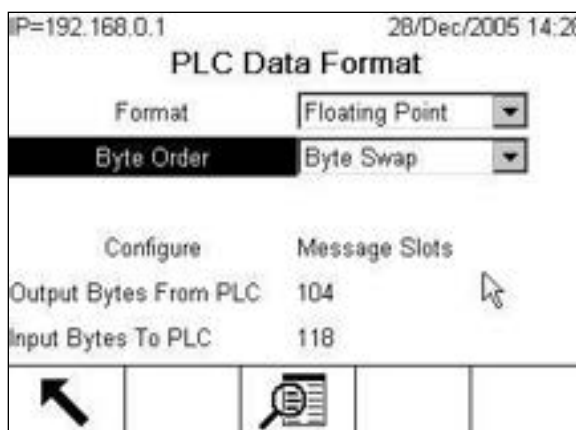 IP=192.168.0.1 28/Dec/2005 14:28
PLC Data Format
Format Floating Point
Byte Order Byte Swap
Configure Message Slots
Output Bytes From PLC 104
Input Bytes To PLC 118